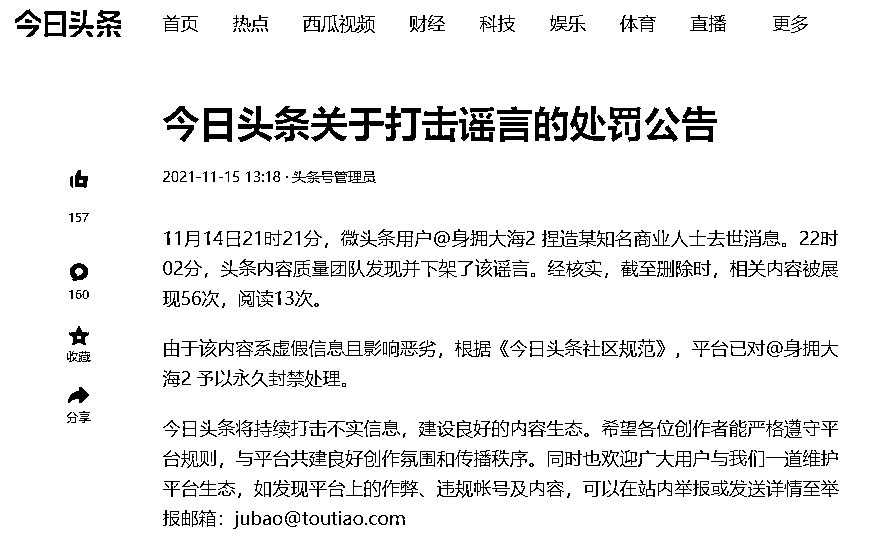 今日头条 首页 热点 西瓜视频 财经 科技 娱乐 体育 直播 更多
今日头条关于打击谣言的处罚公告
2021-11-15 13:18 · 头条号管理员
157
160
收藏
分享
11月14日21时21分，微头条用户@身拥大海2 捏造某知名商业人士去世消息。22时
02分，头条内容质量团队发现并下架了该谣言。经核实，截至删除时，相关内容被展
现56次，阅读13次。
由于该内容系虚假信息且影响恶劣，根据《今日头条社区规范》，平台已对@身拥大
海2 予以永久封禁处理。
今日头条将持续打击不实信息，建设良好的内容生态。希望各位创作者能严格遵守平
台规则，与平台共建良好创作氛围和传播秩序。同时也欢迎广大用户与我们一道维护
平台生态，如发现平台上的作弊、违规帐号及内容，可以在站内举报或发送详情至举
报邮箱：jubao@toutiao.com